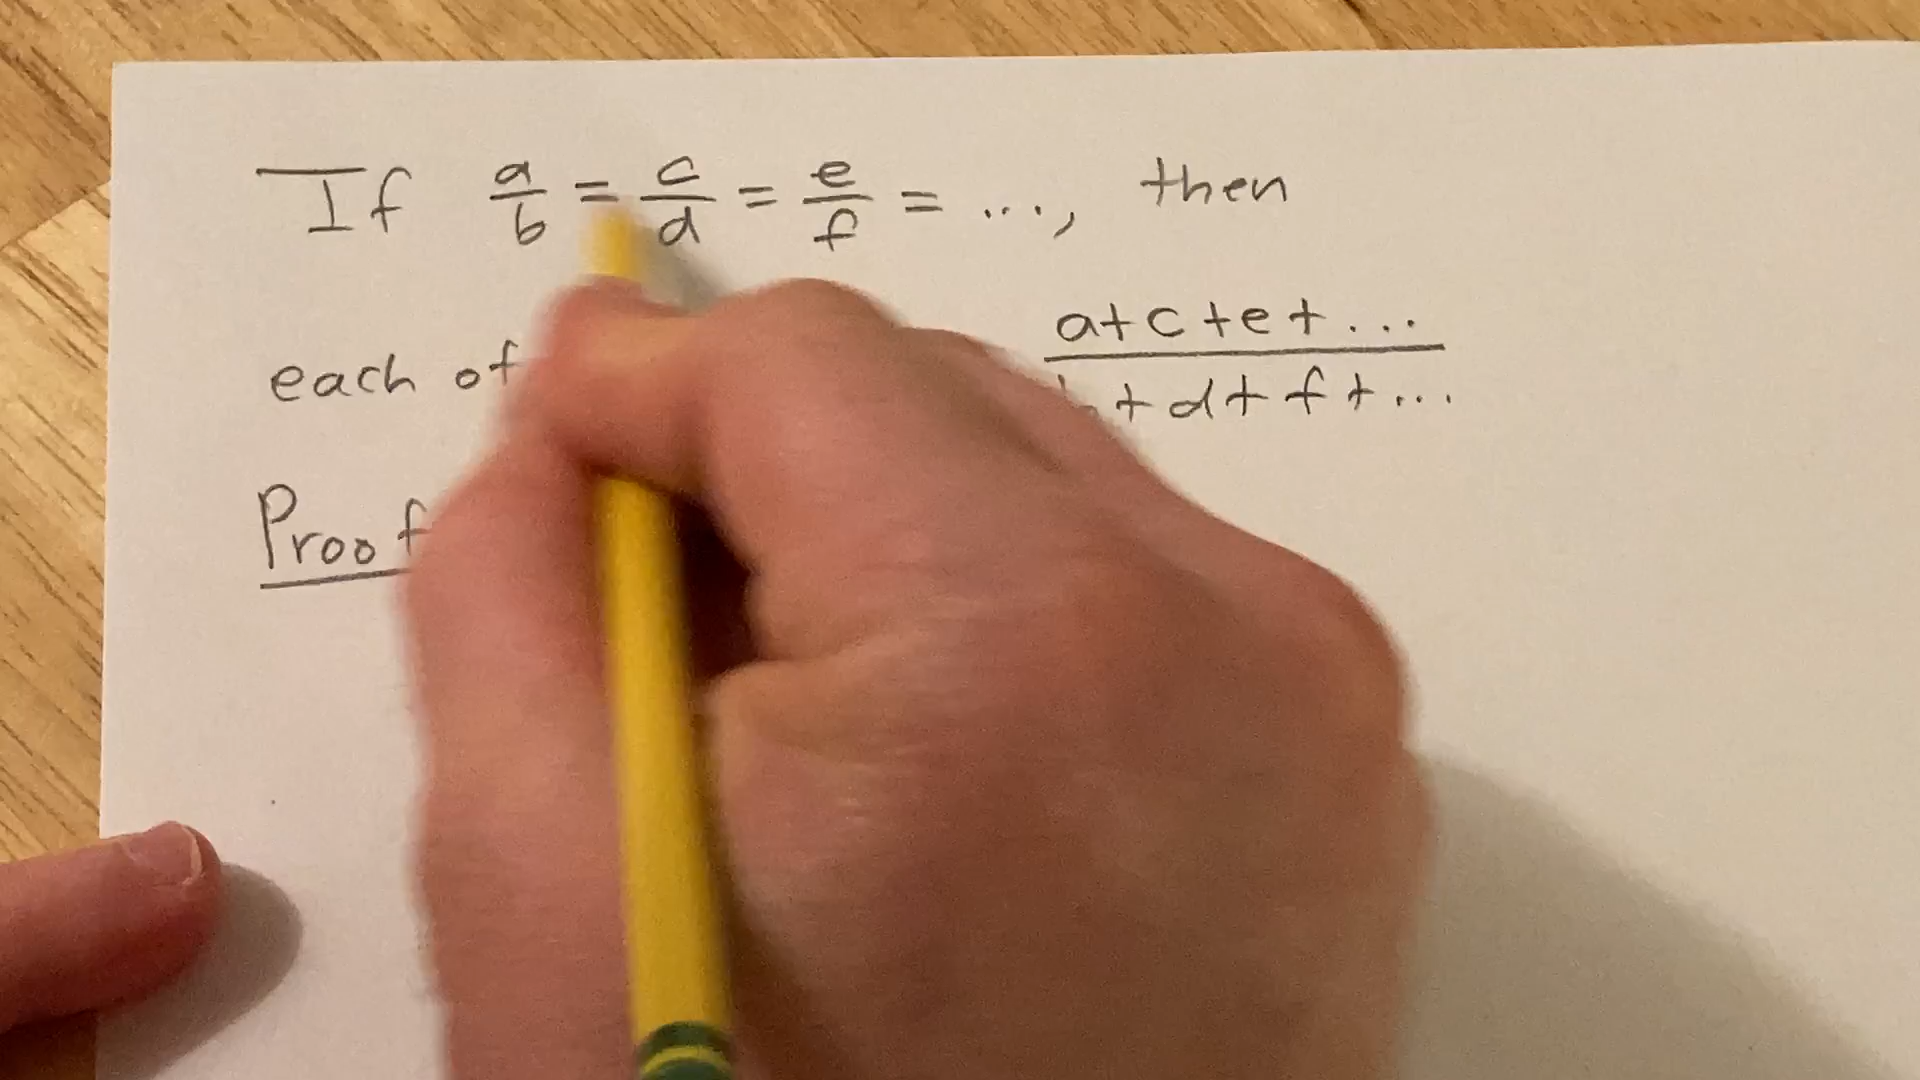 If a/b = c/d = e/f = ..., then
each of a+c+e+... / +d+f+...
Proof